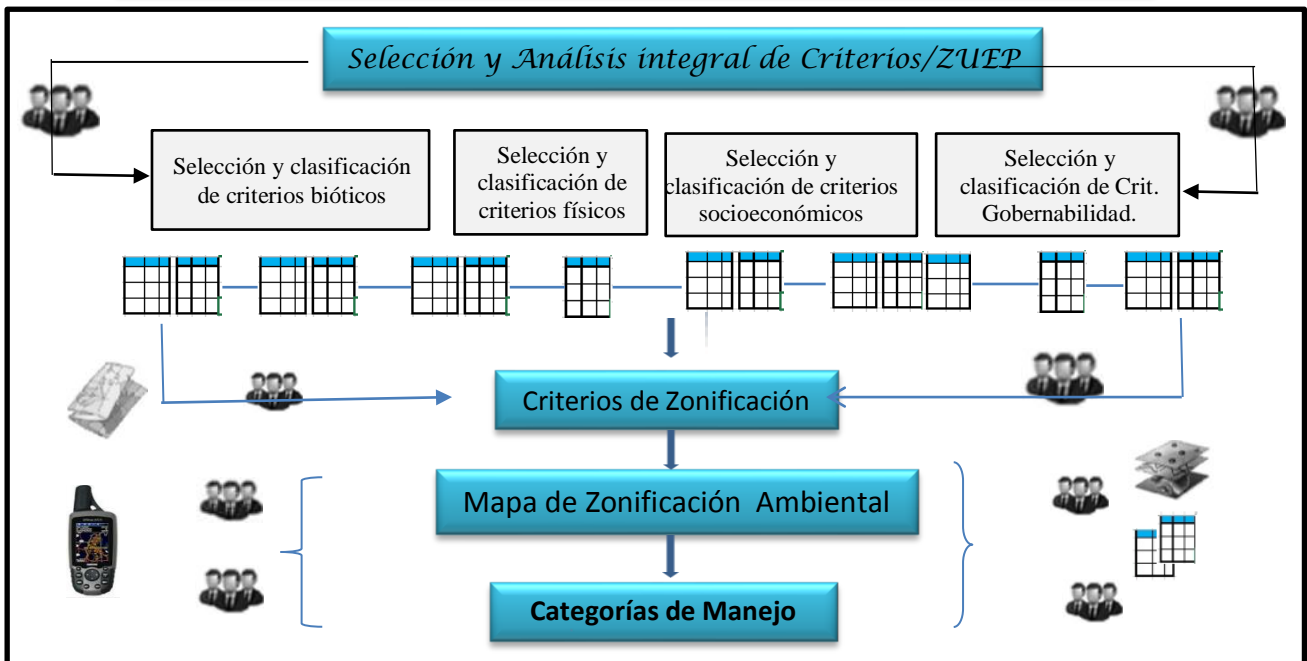 Selección y Análisis integral de Criterios/ZUEP
Selección y clasificación
de criterios bióticos
Selección y
clasificación de
criterios físicos
Selección y
clasificación de criterios
socioeconómicos
Selección y
clasificación de Crit.
Gobernabilidad.
Criterios de Zonificación
Mapa de Zonificación Ambiental
Categorías de Manejo